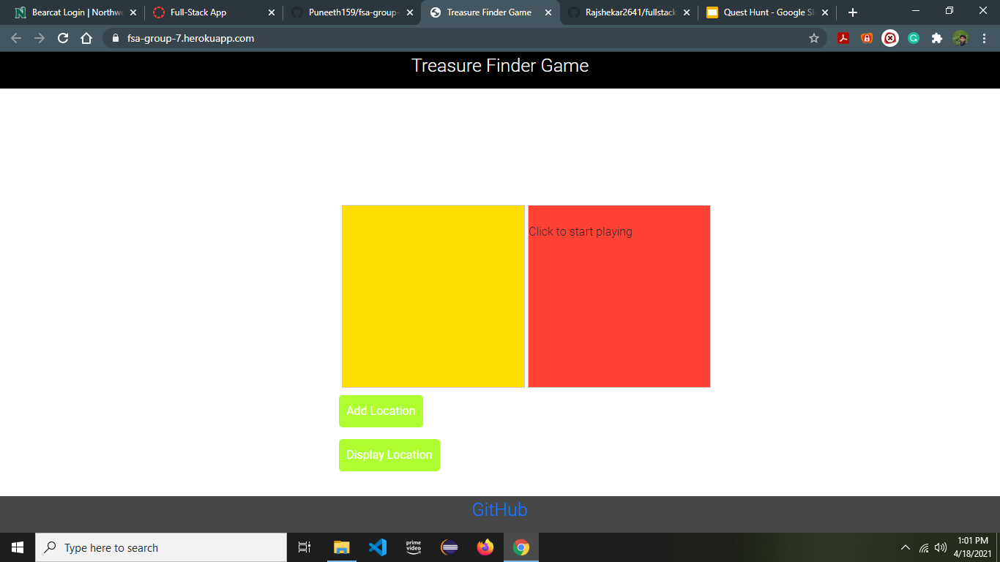 Bearcat Login | Northwe
Full-Stack App
Puneeth159/fsa-group-
Treasure Finder Game
Rajshekar2641/fullstack
Quest Hunt - Google Sl
fsa-group-7.herokuapp.com
Treasure Finder Game
Click to start playing
Add Location
Display Location
GitHub
Type here to search
prime video
1:01 PM
4/18/2021